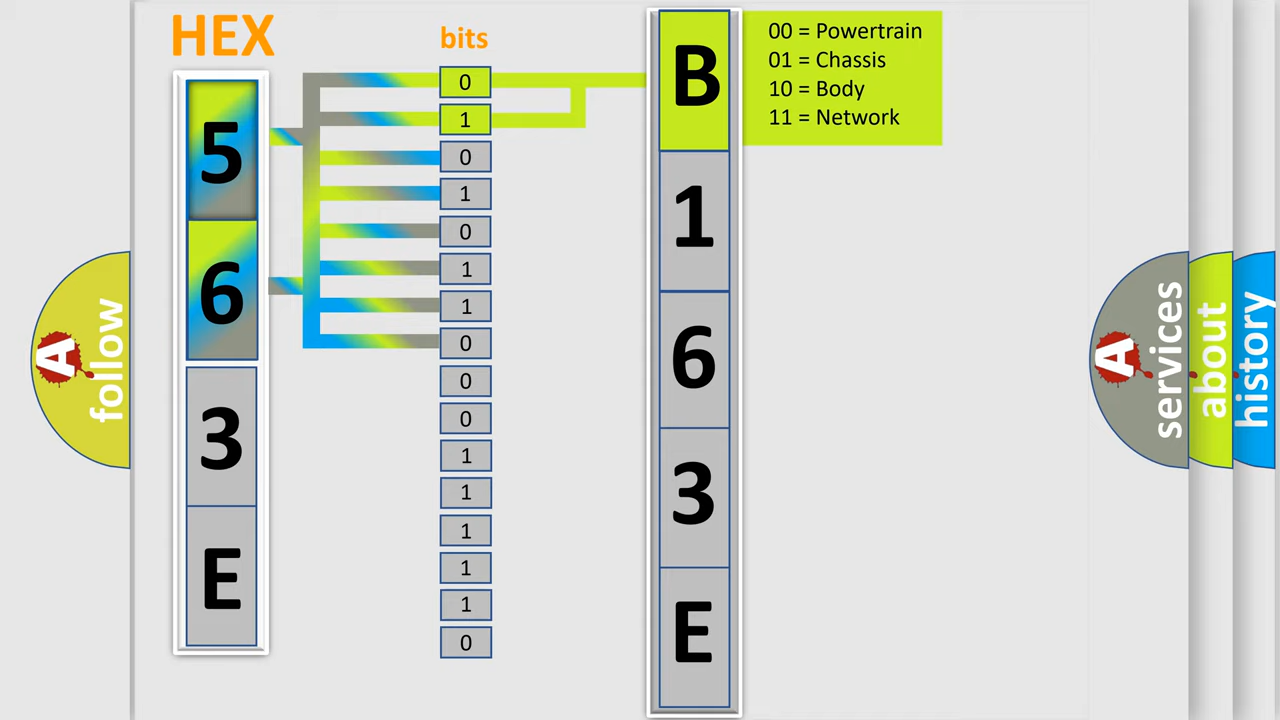 HEX
bits
5
6
3
E
0
1
0
1
0
1
1
0
0
0
1
1
1
1
1
0
B
1
6
3
E
00 = Powertrain
01 = Chassis
10 = Body
11 = Network
A
follow
A
services
about
history